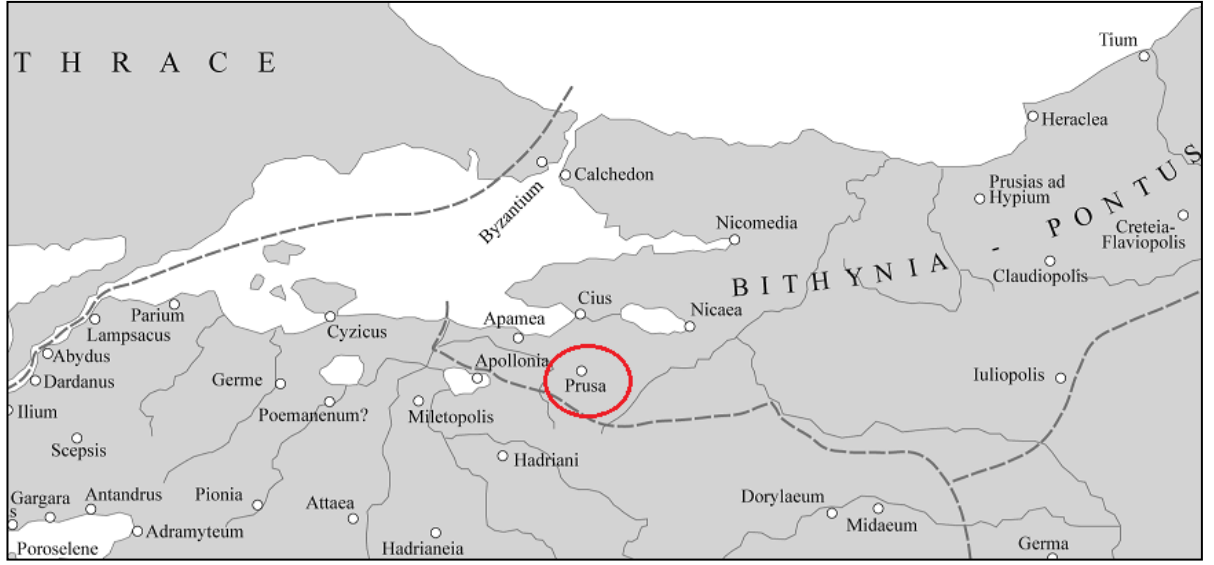 THRACE
Tium
Heraclea
Calchedon
Byzantium
Prusias ad
Hypium
BITHYNIA - PONTUS
Creteia-
Flaviopolis
Nicomedia
Claudiopolis
Cius
Nicaea
Parium
Lampsacus
Cyzicus
Apamea
Abydus
Apollonia
Dardanus
Germe
Prusa
Iuliopolis
Ilium
Poemanenum?
Miletopolis
Scepsis
Hadriani
Gargara
s
Antandrus
Pionia
Attaea
Dorylaeum
Midaeum
Adramyteum
Poroselene
Hadrianeia
Germa